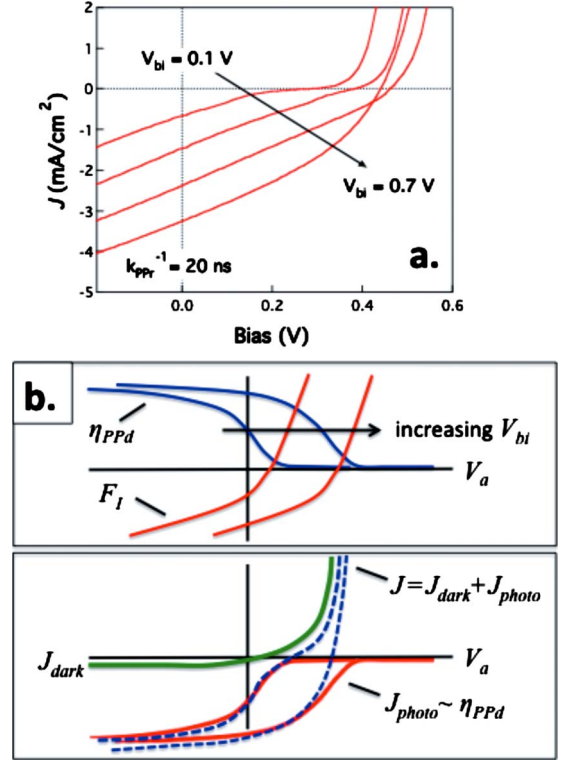 2
1
0
-1
-2
-3
-4
-5
J (mA/cm²)
V_bi = 0.1 V
V_bi = 0.7 V
k_PPr⁻¹ = 20 ns
a.
0.0 0.2 0.4 0.6
Bias (V)
b.
η_PPd
increasing V_bi
V_a
F_I
J = J_dark + J_photo
J_dark
V_a
J_photo ~ η_PPd